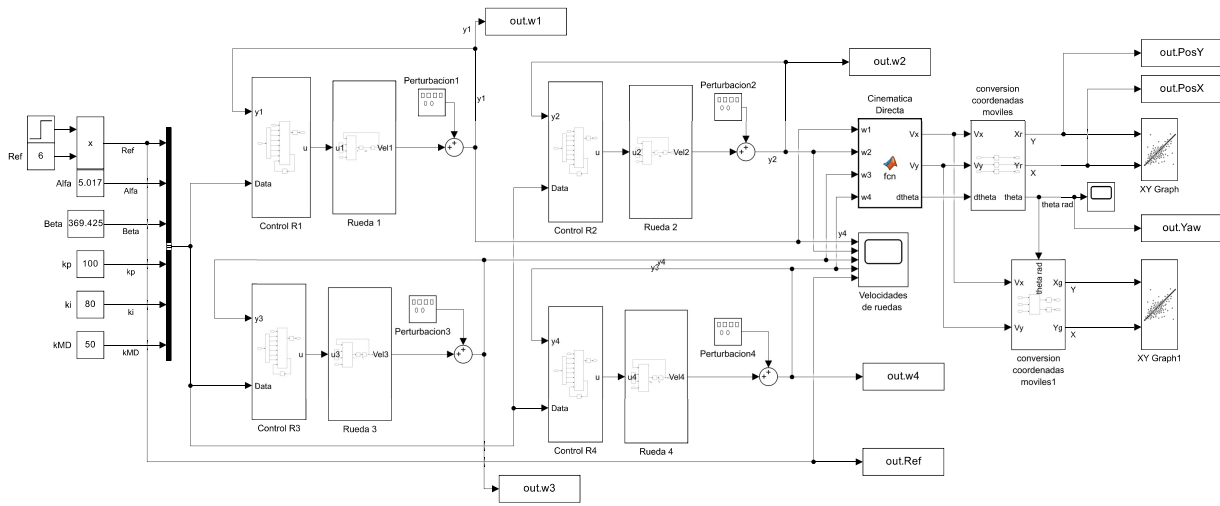 Ref
6
x
Ref
Alfa
5.017
Alfa
Beta
369.425
Beta
kp
100
kp
ki
80
ki
kMD
50
kMD
y1
out.w1
y1
Data
u
Control R1
u1
Vel1
Rueda 1
Perturbacion1
y1
out.w2
y2
Data
u
Control R2
u2
Vel2
Rueda 2
Perturbacion2
y2
y3
Data
u
Control R3
u3
Vel3
Rueda 3
Perturbacion3
out.w3
y4
Data
u
Control R4
u4
Vel4
Rueda 4
Perturbacion4
out.w4
out.Ref
Cinematica
Directa
w1
w2
w3
w4
fcn
Vx
Vy
dtheta
y4
Velocidades
de ruedas
conversion
coordenadas
moviles
Vx
Vy
dtheta
Xr
Yr
theta
Y
X
theta rad
out.PosY
out.PosX
XY Graph
out.Yaw
theta rad
Vx
Vy
Xg
Yg
Y
X
conversion
coordenadas
moviles1
XY Graph1